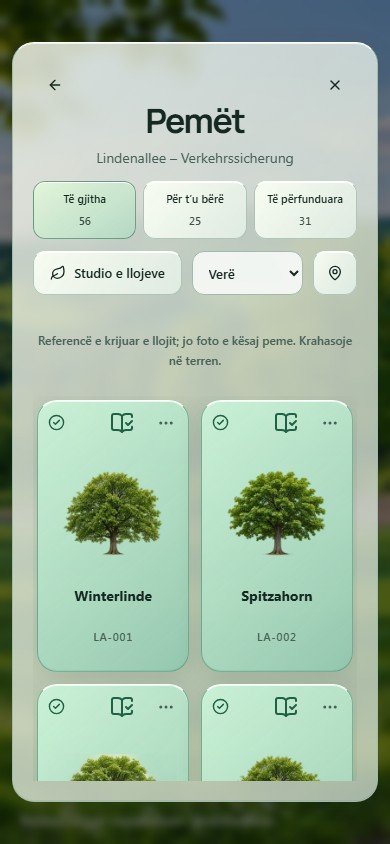 Pemët
Lindenallee – Verkehrssicherung
Të gjitha
56
Për t'u bërë
25
Të përfunduara
31
Studio e llojeve
Verë
Referencë e krijuar e llojit; jo foto e kësaj peme. Krahasoje
në terren.
Winterlinde
LA-001
Spitzahorn
LA-002